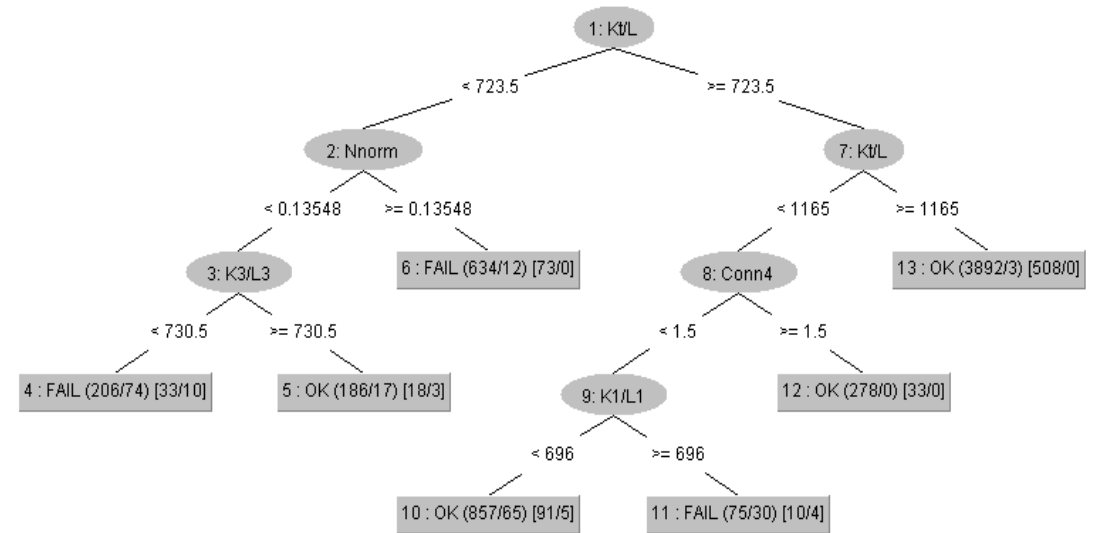 1: Kt/L
< 723.5
>= 723.5
2: Nnorm
7: Kt/L
< 0.13548
>= 0.13548
< 1165
>= 1165
3: K3/L3
6 : FAIL (634/12) [73/0]
8: Conn4
13 : OK (3892/3) [508/0]
< 730.5
>= 730.5
< 1.5
>= 1.5
4 : FAIL (206/74) [33/10]
5 : OK (186/17) [18/3]
9: K1/L1
12 : OK (278/0) [33/0]
< 696
>= 696
10 : OK (857/65) [91/5]
11 : FAIL (75/30) [10/4]